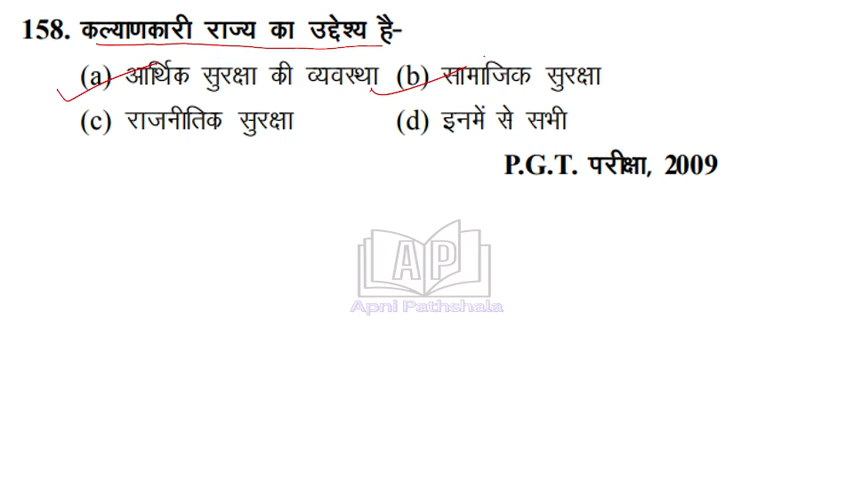 158. कल्याणकारी राज्य का उद्देश्य है-
(a) आर्थिक सुरक्षा की व्यवस्था (b) सामाजिक सुरक्षा
(c) राजनीतिक सुरक्षा (d) इनमें से सभी
P.G.T. परीक्षा, 2009
AP
Apni Pathshala